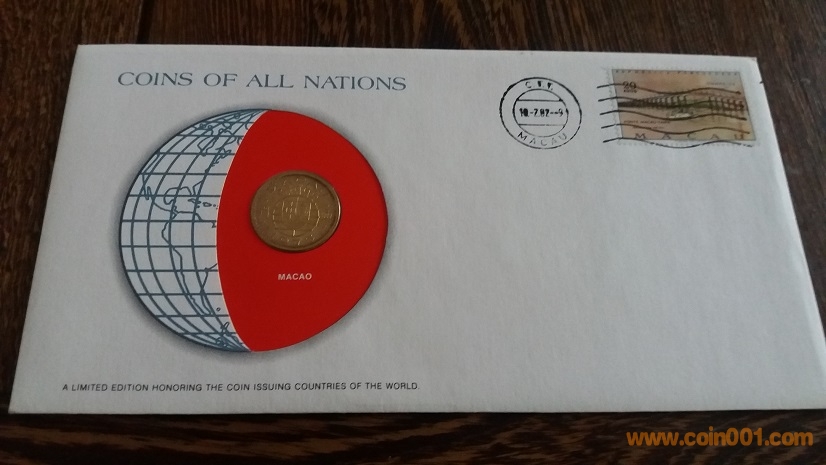 COINS OF ALL NATIONS
C.T.T.
MACAU
20
MACAU
MACAO
A LIMITED EDITION HONORING THE COIN ISSUING COUNTRIES OF THE WORLD.
www.coin001.com